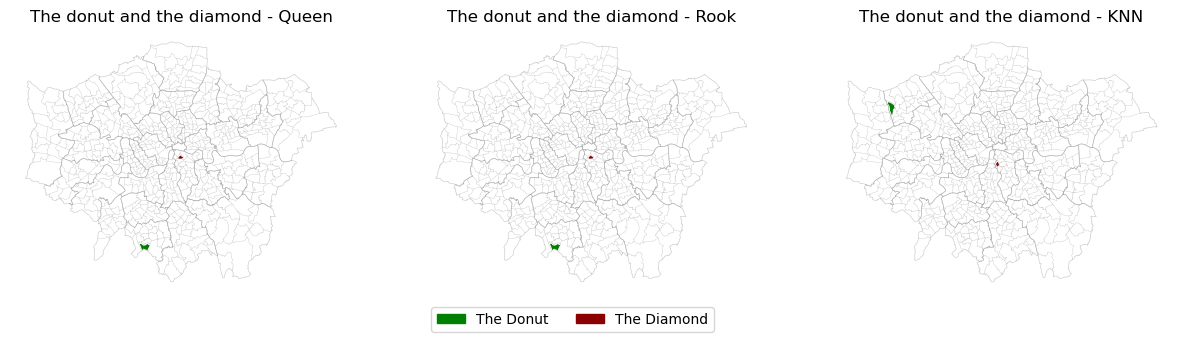 The donut and the diamond - Queen
The donut and the diamond - Rook
The donut and the diamond - KNN
The Donut
The Diamond